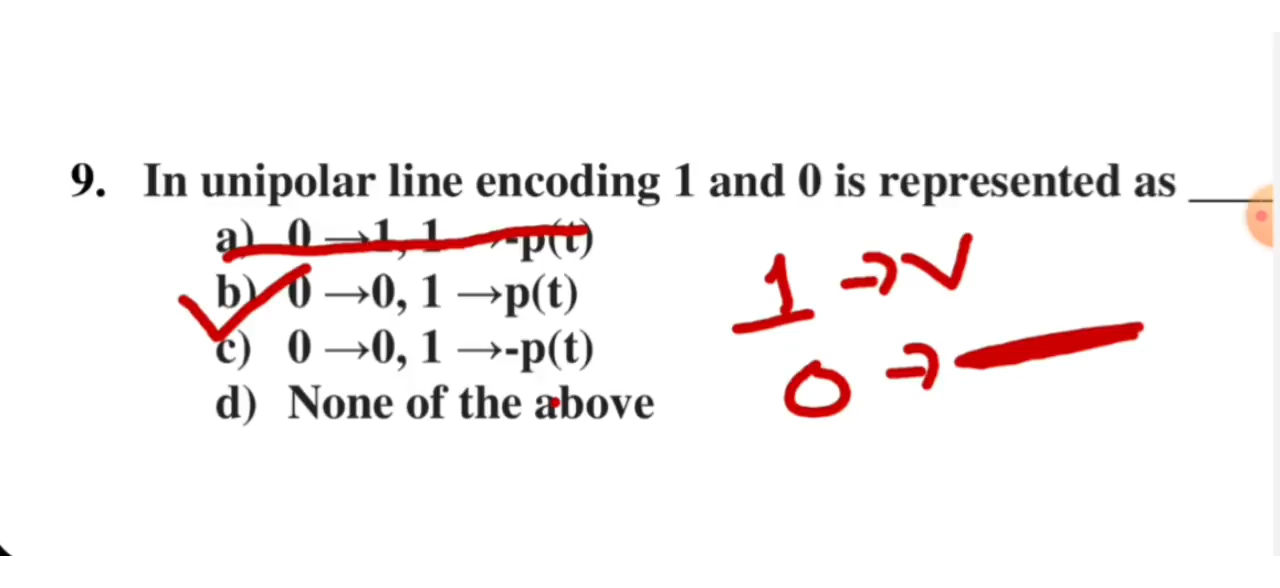 9. In unipolar line encoding 1 and 0 is represented as ____
a) 0 →1, 1 →-p(t)
b) 0 →0, 1 →p(t)
c) 0 →0, 1 →-p(t)
d) None of the above
1 ⇒ V
0 ⇒